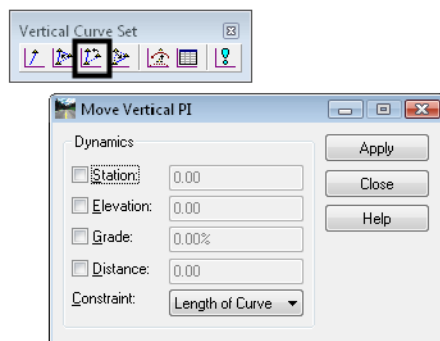 Vertical Curve Set
Move Vertical PI
Dynamics
Station: 0.00
Elevation: 0.00
Grade: 0.00%
Distance: 0.00
Constraint: Length of Curve
Apply
Close
Help